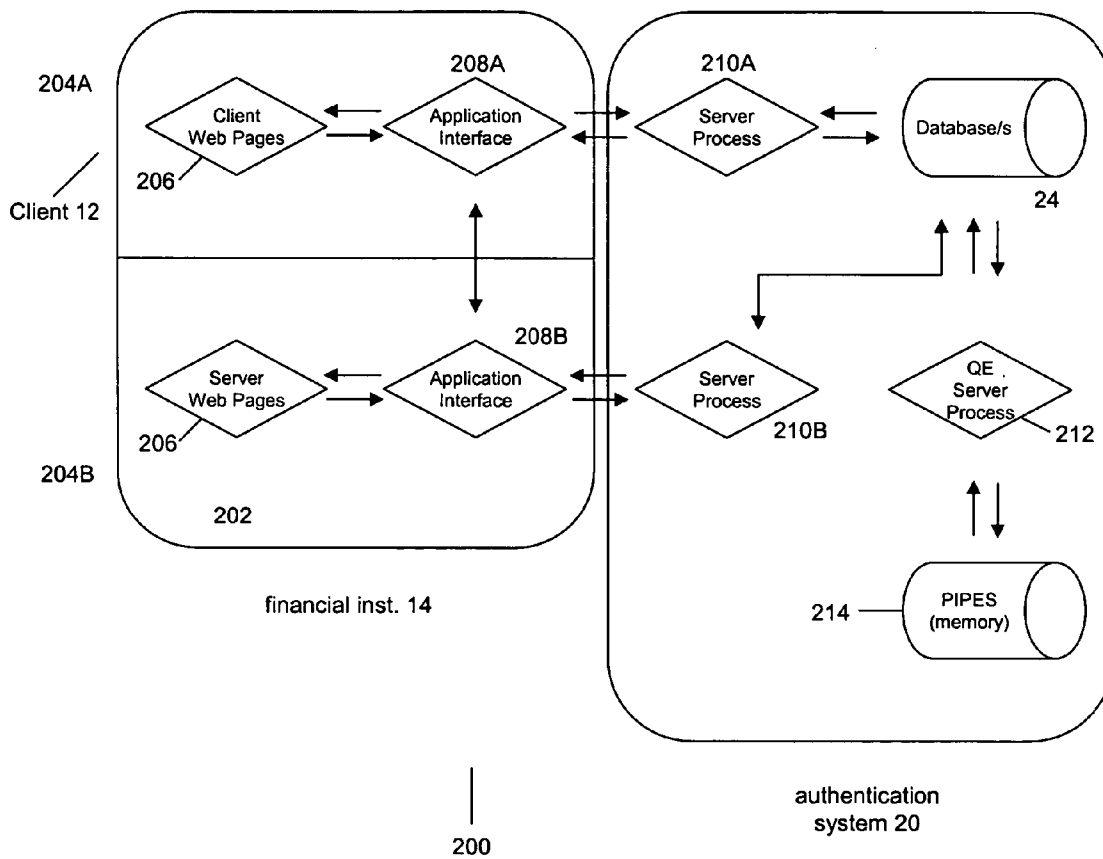 204A
208A
210A
Client
Web Pages
Application
Interface
Server
Process
Database/s
206
24
Client 12
208B
Server
Web Pages
Application
Interface
Server
Process
QE
Server
Process
206
210B
212
204B
202
financial inst. 14
214
PIPES
(memory)
authentication
system 20
200